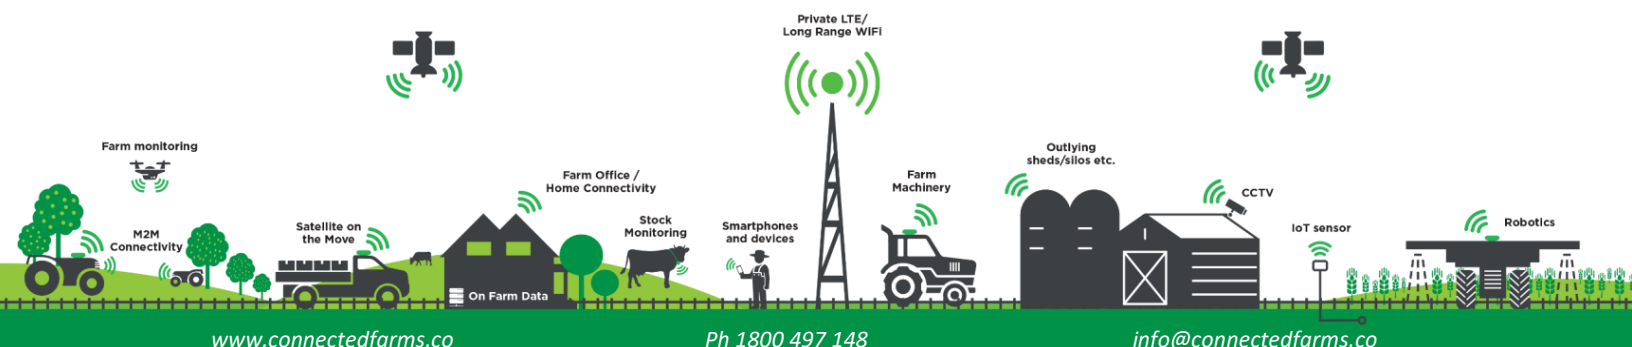 Private LTE/
Long Range WiFi
Farm monitoring
Outlying
sheds/silos etc.
Farm Office /
Home Connectivity
Farm
Machinery
CCTV
M2M
Connectivity
Satellite on
the Move
Stock
Monitoring
Smartphones
and devices
IoT sensor
Robotics
On Farm Data
www.connectedfarms.co
Ph 1800 497 148
info@connectedfarms.co